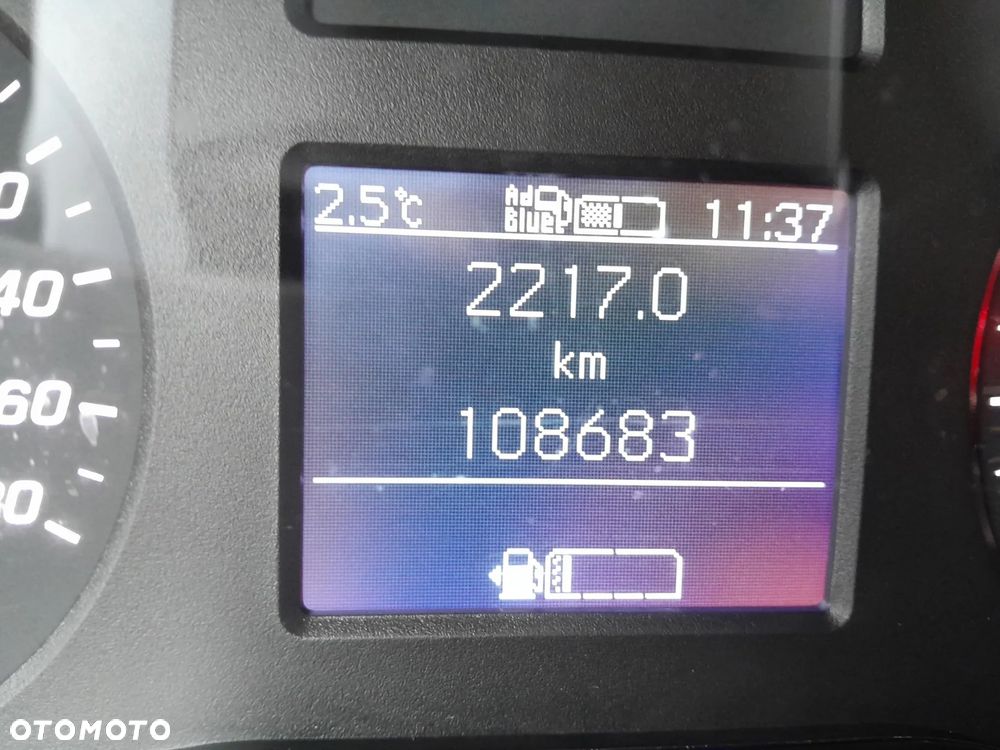 2.5°C Ad Blue 11:37
2217.0
km
108683
40
60
OTOMOTO